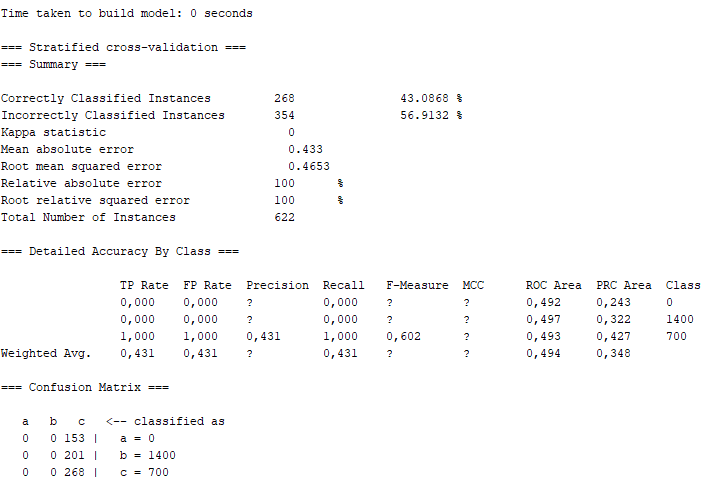 Time taken to build model: 0 seconds
=== Stratified cross-validation ===
=== Summary ===
Correctly Classified Instances         268               43.0868 %
Incorrectly Classified Instances       354               56.9132 %
Kappa statistic                          0
Mean absolute error                      0.433
Root mean squared error                  0.4653
Relative absolute error                100      %
Root relative squared error            100      %
Total Number of Instances              622
=== Detailed Accuracy By Class ===
                 TP Rate  FP Rate  Precision  Recall   F-Measure  MCC      ROC Area  PRC Area  Class
                 0,000    0,000    ?          0,000    ?          ?        0,492     0,243     0
                 0,000    0,000    ?          0,000    ?          ?        0,497     0,322     1400
                 1,000    1,000    0,431      1,000    0,602      ?        0,493     0,427     700
Weighted Avg.    0,431    0,431    ?          0,431    ?          ?        0,494     0,348
=== Confusion Matrix ===
   a   b   c   <-- classified as
   0   0 153 |   a = 0
   0   0 201 |   b = 1400
   0   0 268 |   c = 700